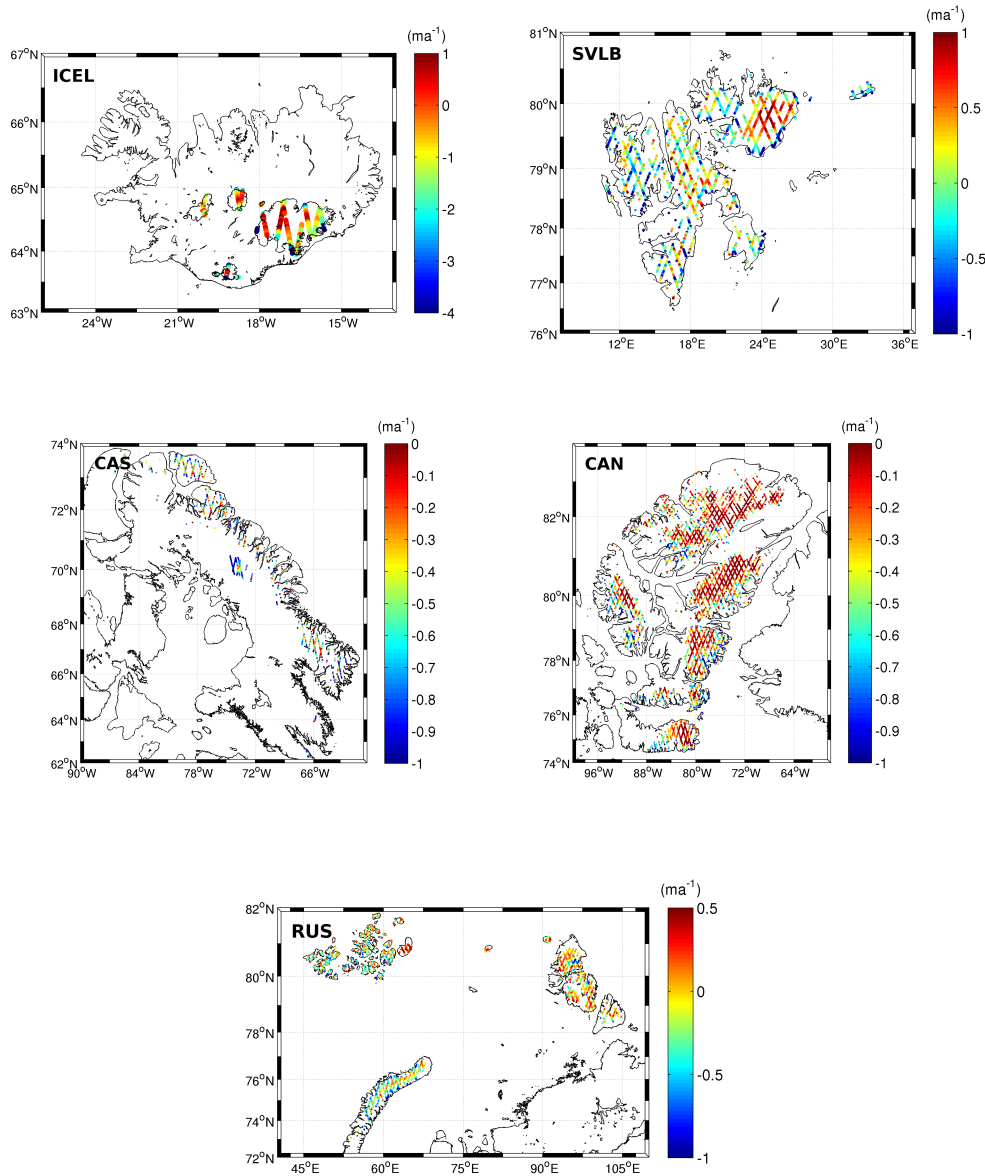 (ma⁻¹)
ICEL
67°N
66°N
65°N
64°N
63°N
24°W 21°W 18°W 15°W
1
0
-1
-2
-3
-4
(ma⁻¹)
SVLB
81°N
80°N
79°N
78°N
77°N
76°N
12°E 18°E 24°E 30°E 36°E
1
0.5
0
-0.5
-1
(ma⁻¹)
CAS
74°N
72°N
70°N
68°N
66°N
64°N
62°N
90°W 84°W 78°W 72°W 66°W
0
-0.1
-0.2
-0.3
-0.4
-0.5
-0.6
-0.7
-0.8
-0.9
-1
(ma⁻¹)
CAN
82°N
80°N
78°N
76°N
74°N
96°W 88°W 80°W 72°W 64°W
0
-0.1
-0.2
-0.3
-0.4
-0.5
-0.6
-0.7
-0.8
-0.9
-1
(ma⁻¹)
RUS
82°N
80°N
78°N
76°N
74°N
72°N
45°E 60°E 75°E 90°E 105°E
0.5
0
-0.5
-1